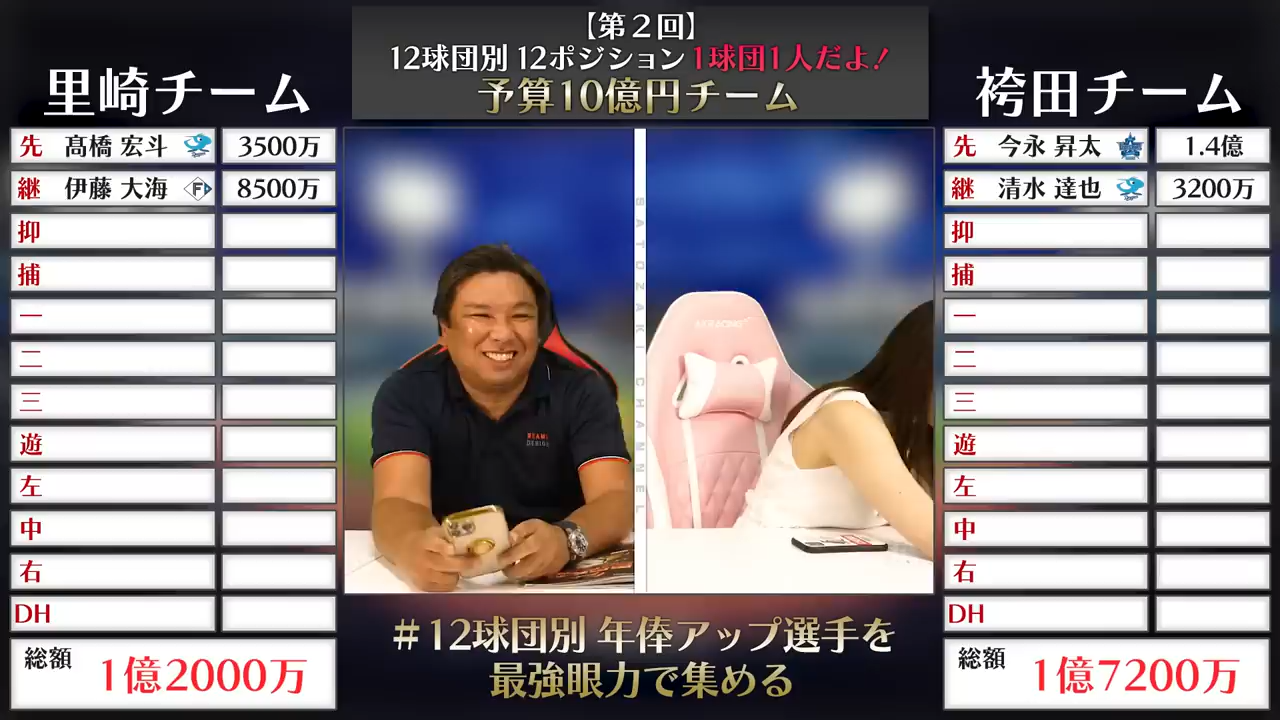 【第2回】
12球団別 12ポジション 1球団1人だよ!
予算10億円チーム
里崎チーム
先 髙橋 宏斗 3500万
継 伊藤 大海 F 8500万
抑
捕
一
二
三
遊
左
中
右
DH
総額 1億2000万
SATOZAKI CHANNEL
袴田チーム
先 今永 昇太 1.4億
継 清水 達也 3200万
抑
捕
一
二
三
遊
左
中
右
DH
総額 1億7200万
#12球団別 年俸アップ選手を
最強眼力で集める